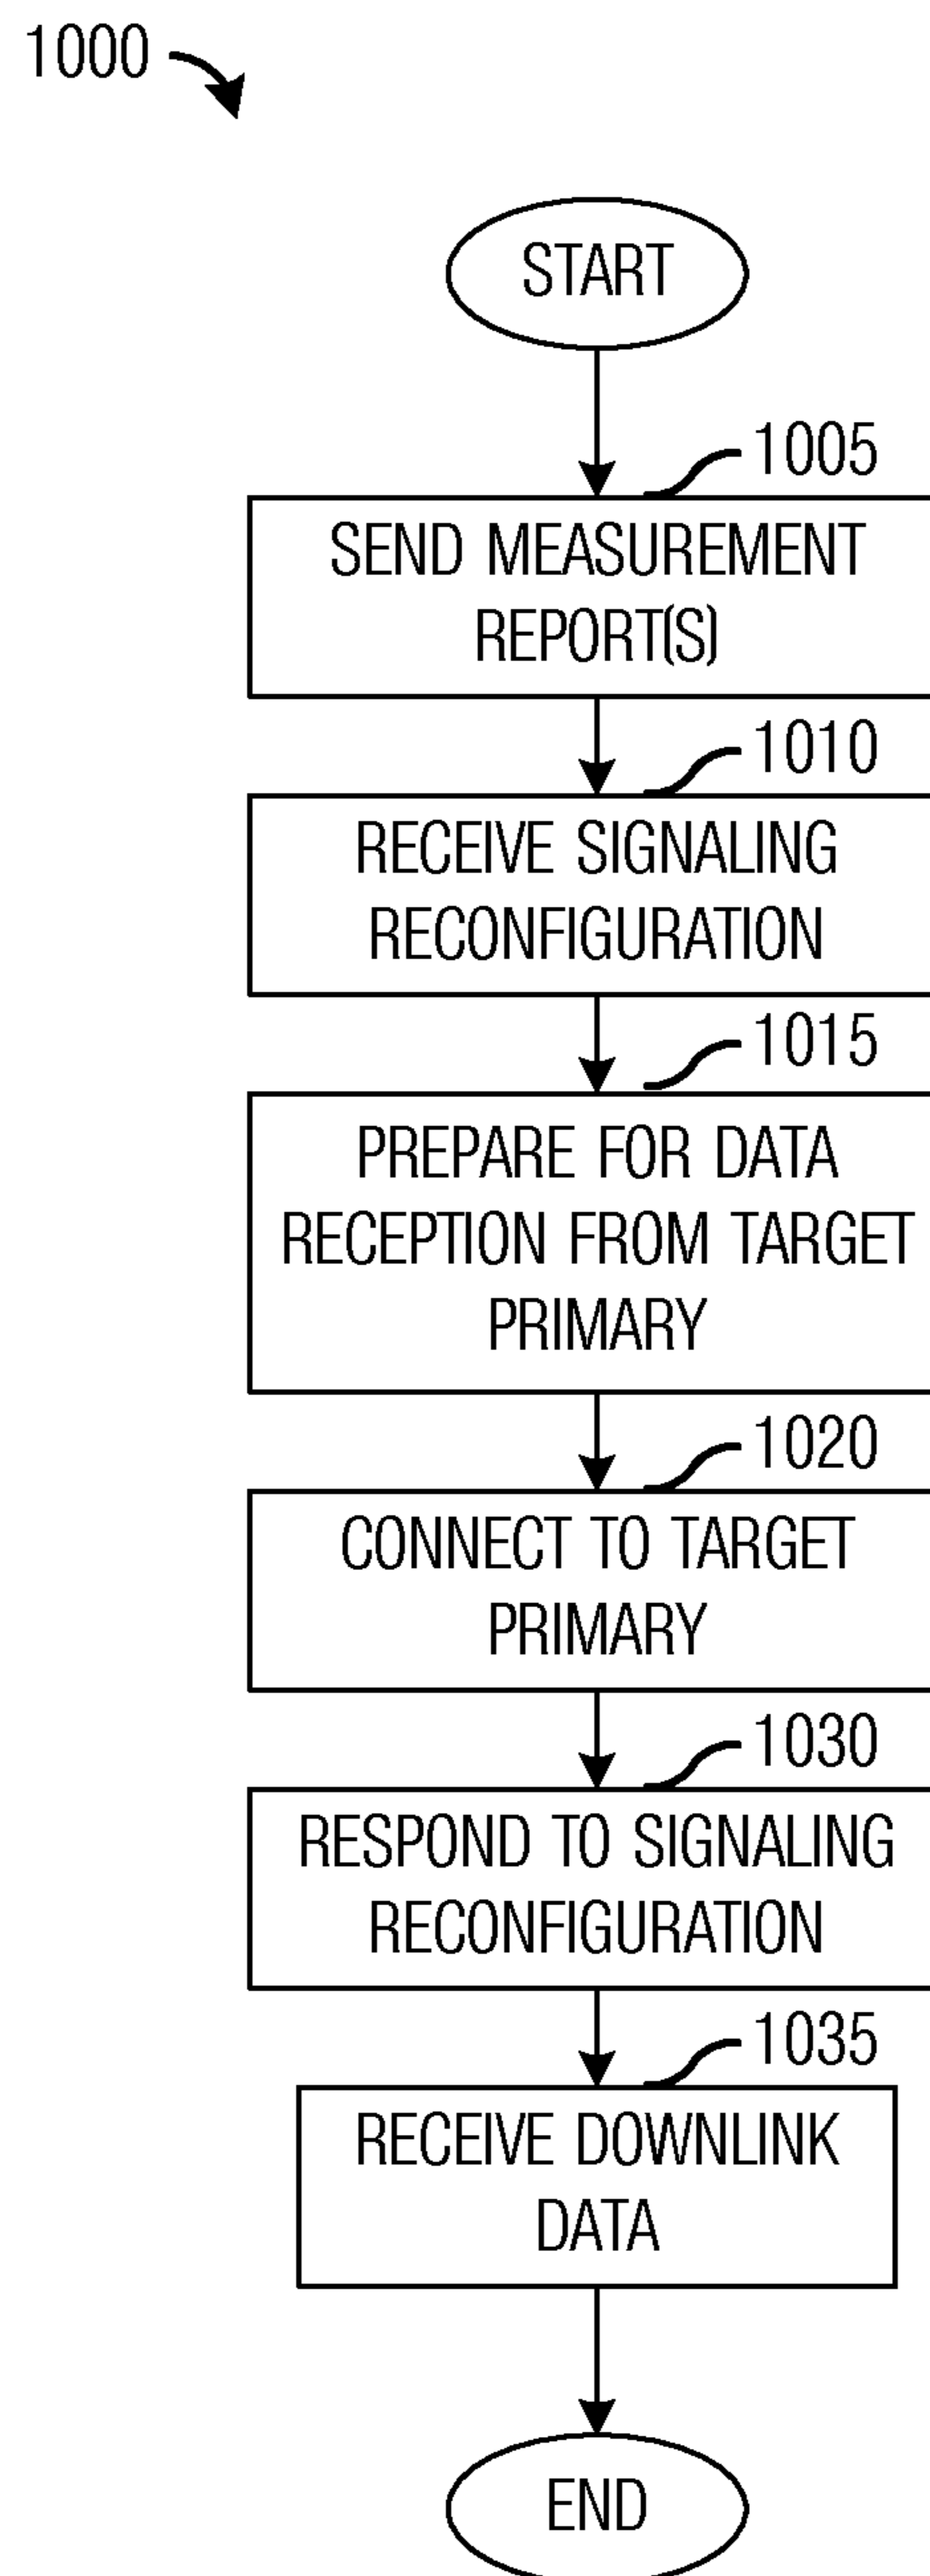 1000
START
1005
SEND MEASUREMENT
REPORT(S)
1010
RECEIVE SIGNALING
RECONFIGURATION
1015
PREPARE FOR DATA
RECEPTION FROM TARGET
PRIMARY
1020
CONNECT TO TARGET
PRIMARY
1030
RESPOND TO SIGNALING
RECONFIGURATION
1035
RECEIVE DOWNLINK
DATA
END